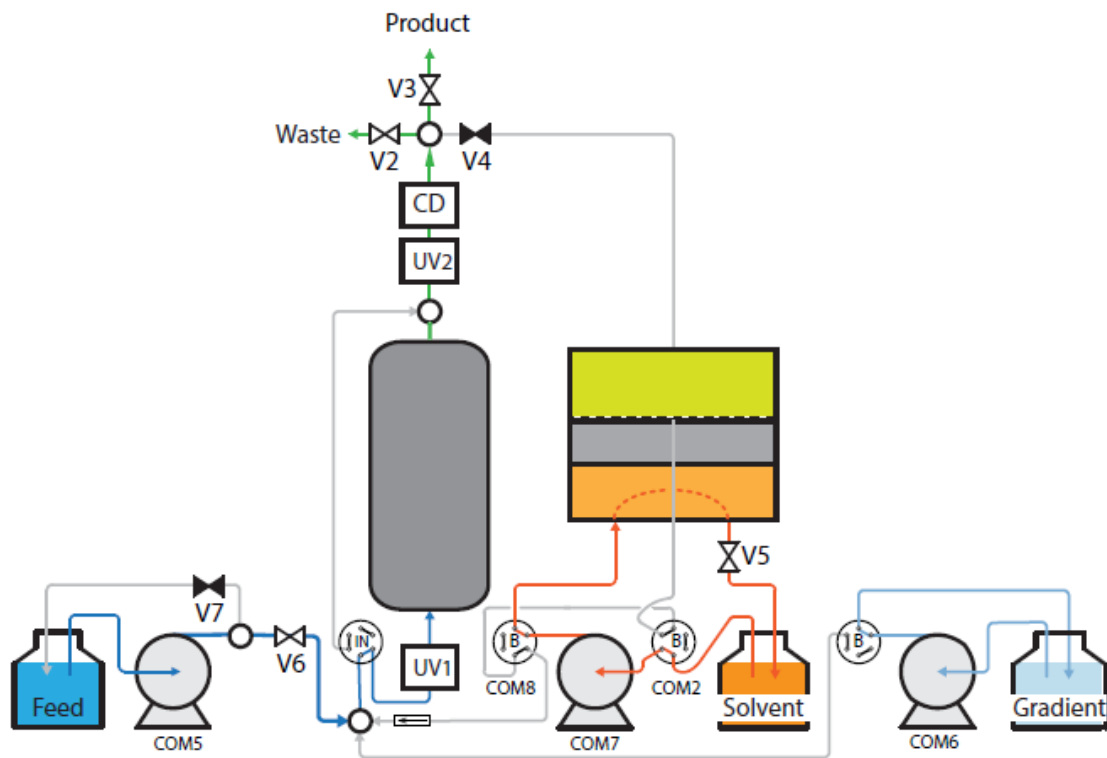 Product
V3
Waste
V2
V4
CD
UV2
V5
V7
V6
IN
B
B
B
UV1
COM8
COM2
Feed
Solvent
Gradient
COM5
COM7
COM6